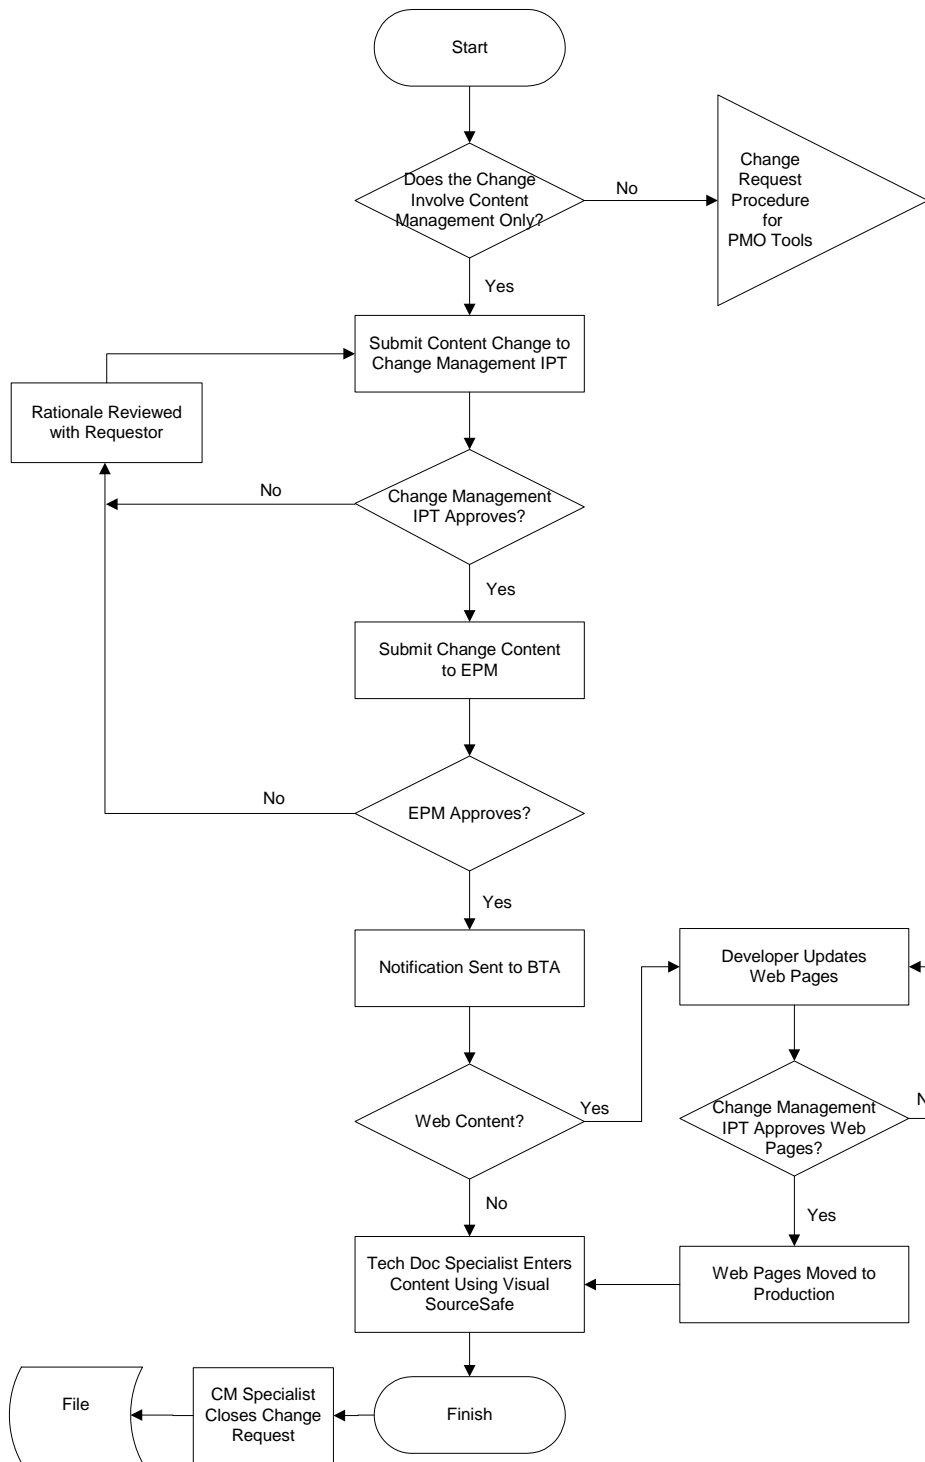 Start
Does the Change
Involve Content
Management Only?
No
Change
Request
Procedure
for
PMO Tools
Yes
Submit Content Change to
Change Management IPT
Rationale Reviewed
with Requestor
No
Change Management
IPT Approves?
Yes
Submit Change Content
to EPM
No
EPM Approves?
Yes
Notification Sent to BTA
Developer Updates
Web Pages
Web Content?
Yes
Change Management
IPT Approves Web
Pages?
No
Yes
Tech Doc Specialist Enters
Content Using Visual
SourceSafe
Web Pages Moved to
Production
File
CM Specialist
Closes Change
Request
Finish